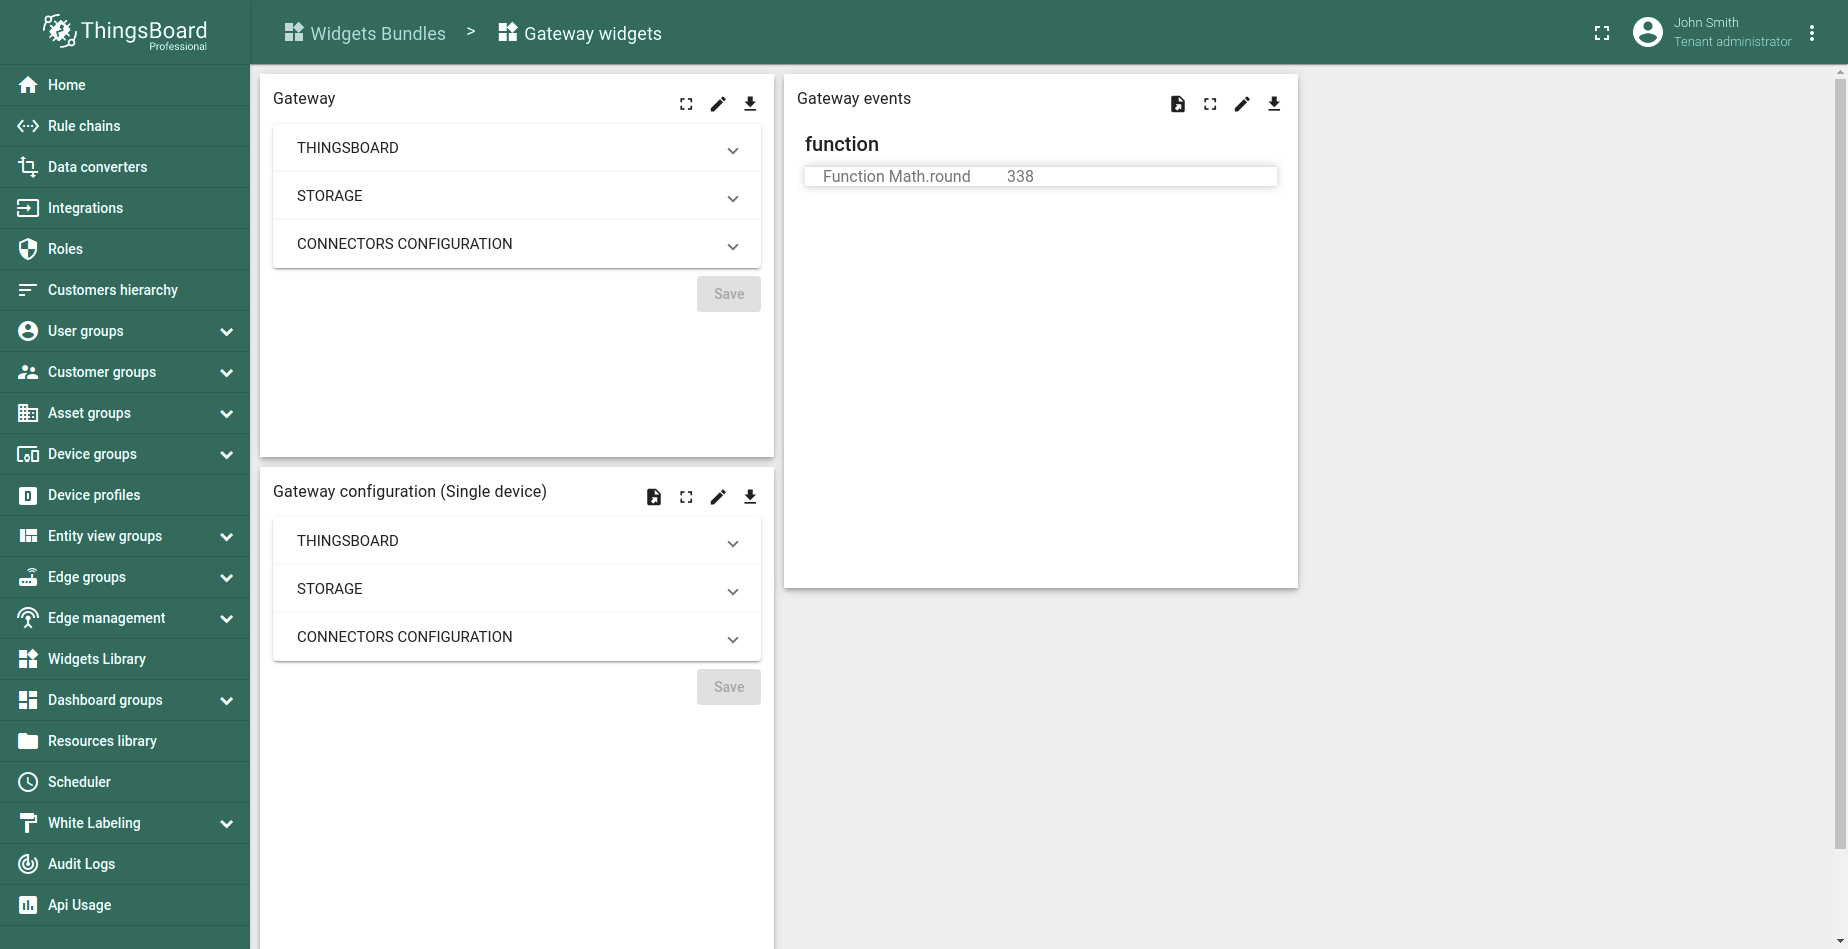 ThingsBoard
Professional
Widgets Bundles > Gateway widgets
John Smith
Tenant administrator
Home
Rule chains
Data converters
Integrations
Roles
Customers hierarchy
User groups
Customer groups
Asset groups
Device groups
Device profiles
Entity view groups
Edge groups
Edge management
Widgets Library
Dashboard groups
Resources library
Scheduler
White Labeling
Audit Logs
Api Usage
Gateway
THINGSBOARD
STORAGE
CONNECTORS CONFIGURATION
Save
Gateway configuration (Single device)
THINGSBOARD
STORAGE
CONNECTORS CONFIGURATION
Save
Gateway events
function
Function Math.round 338